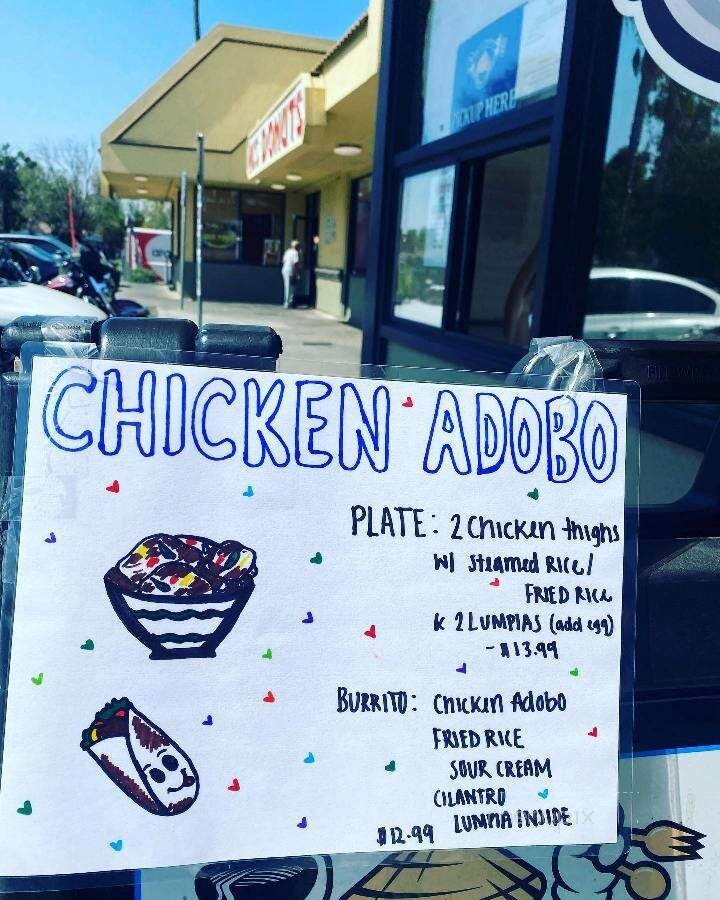 PICKUP HERE
DONUTS
CHICKEN ADOBO
PLATE: 2 Chicken thighs
W/ Steamed RICE/
FRIED RICE
& 2 LUMPIAS (add egg)
- $13.99
BURRITO: Chicken Adobo
FRIED RICE
SOUR CREAM
CILANTRO
LUMPIA INSIDE
$12.99